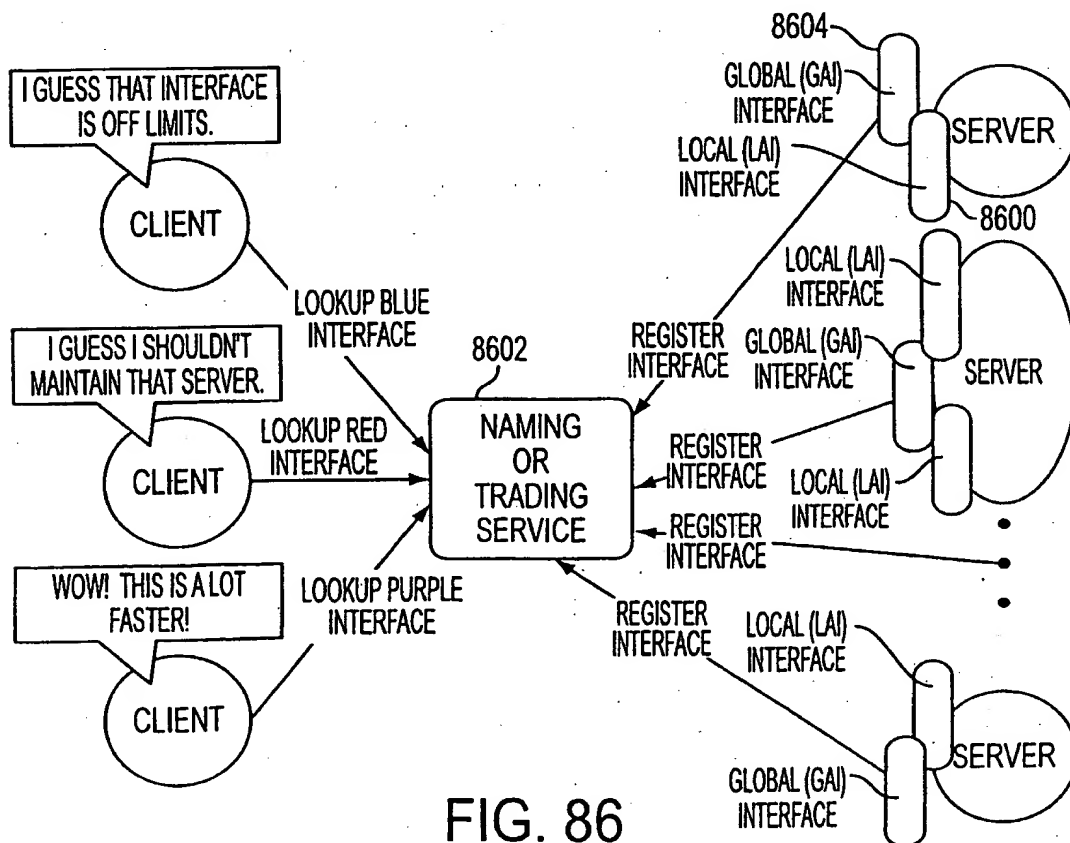 I GUESS THAT INTERFACE
IS OFF LIMITS.
CLIENT
LOOKUP BLUE
INTERFACE
I GUESS I SHOULDN'T
MAINTAIN THAT SERVER.
CLIENT
LOOKUP RED
INTERFACE
WOW! THIS IS A LOT
FASTER!
CLIENT
LOOKUP PURPLE
INTERFACE
8602
NAMING
OR
TRADING
SERVICE
8604
GLOBAL (GAI)
INTERFACE
SERVER
LOCAL (LAI)
INTERFACE
8600
REGISTER
INTERFACE
LOCAL (LAI)
INTERFACE
GLOBAL (GAI)
INTERFACE
SERVER
REGISTER
INTERFACE
LOCAL (LAI)
INTERFACE
REGISTER
INTERFACE
REGISTER
INTERFACE
LOCAL (LAI)
INTERFACE
SERVER
GLOBAL (GAI)
INTERFACE
FIG. 86